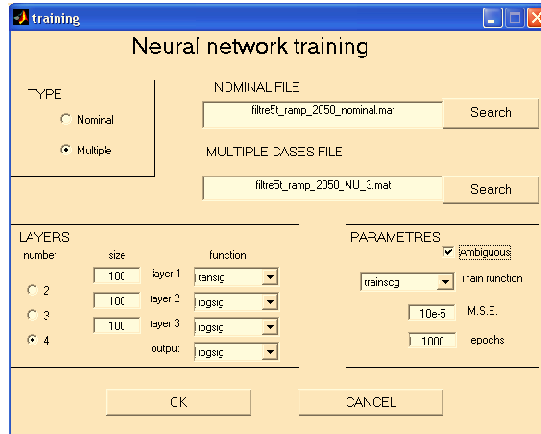 training
Neural network training
TYPE
Nominal
Multiple
NOMINAL FILE
filtre5t_ramp_2050_nominal.mat
Search
MULTIPLE CASES FILE
filtre5t_ramp_2050_NU_3.mat
Search
LAYERS
number
size
function
2
3
4
100
layer 1
tansig
100
layer 2
logsig
100
layer 3
logsig
output
logsig
PARAMETRES
Ambiguous
trainscg
Train function
10e-5
M.S.E.
1000
epochs
OK
CANCEL